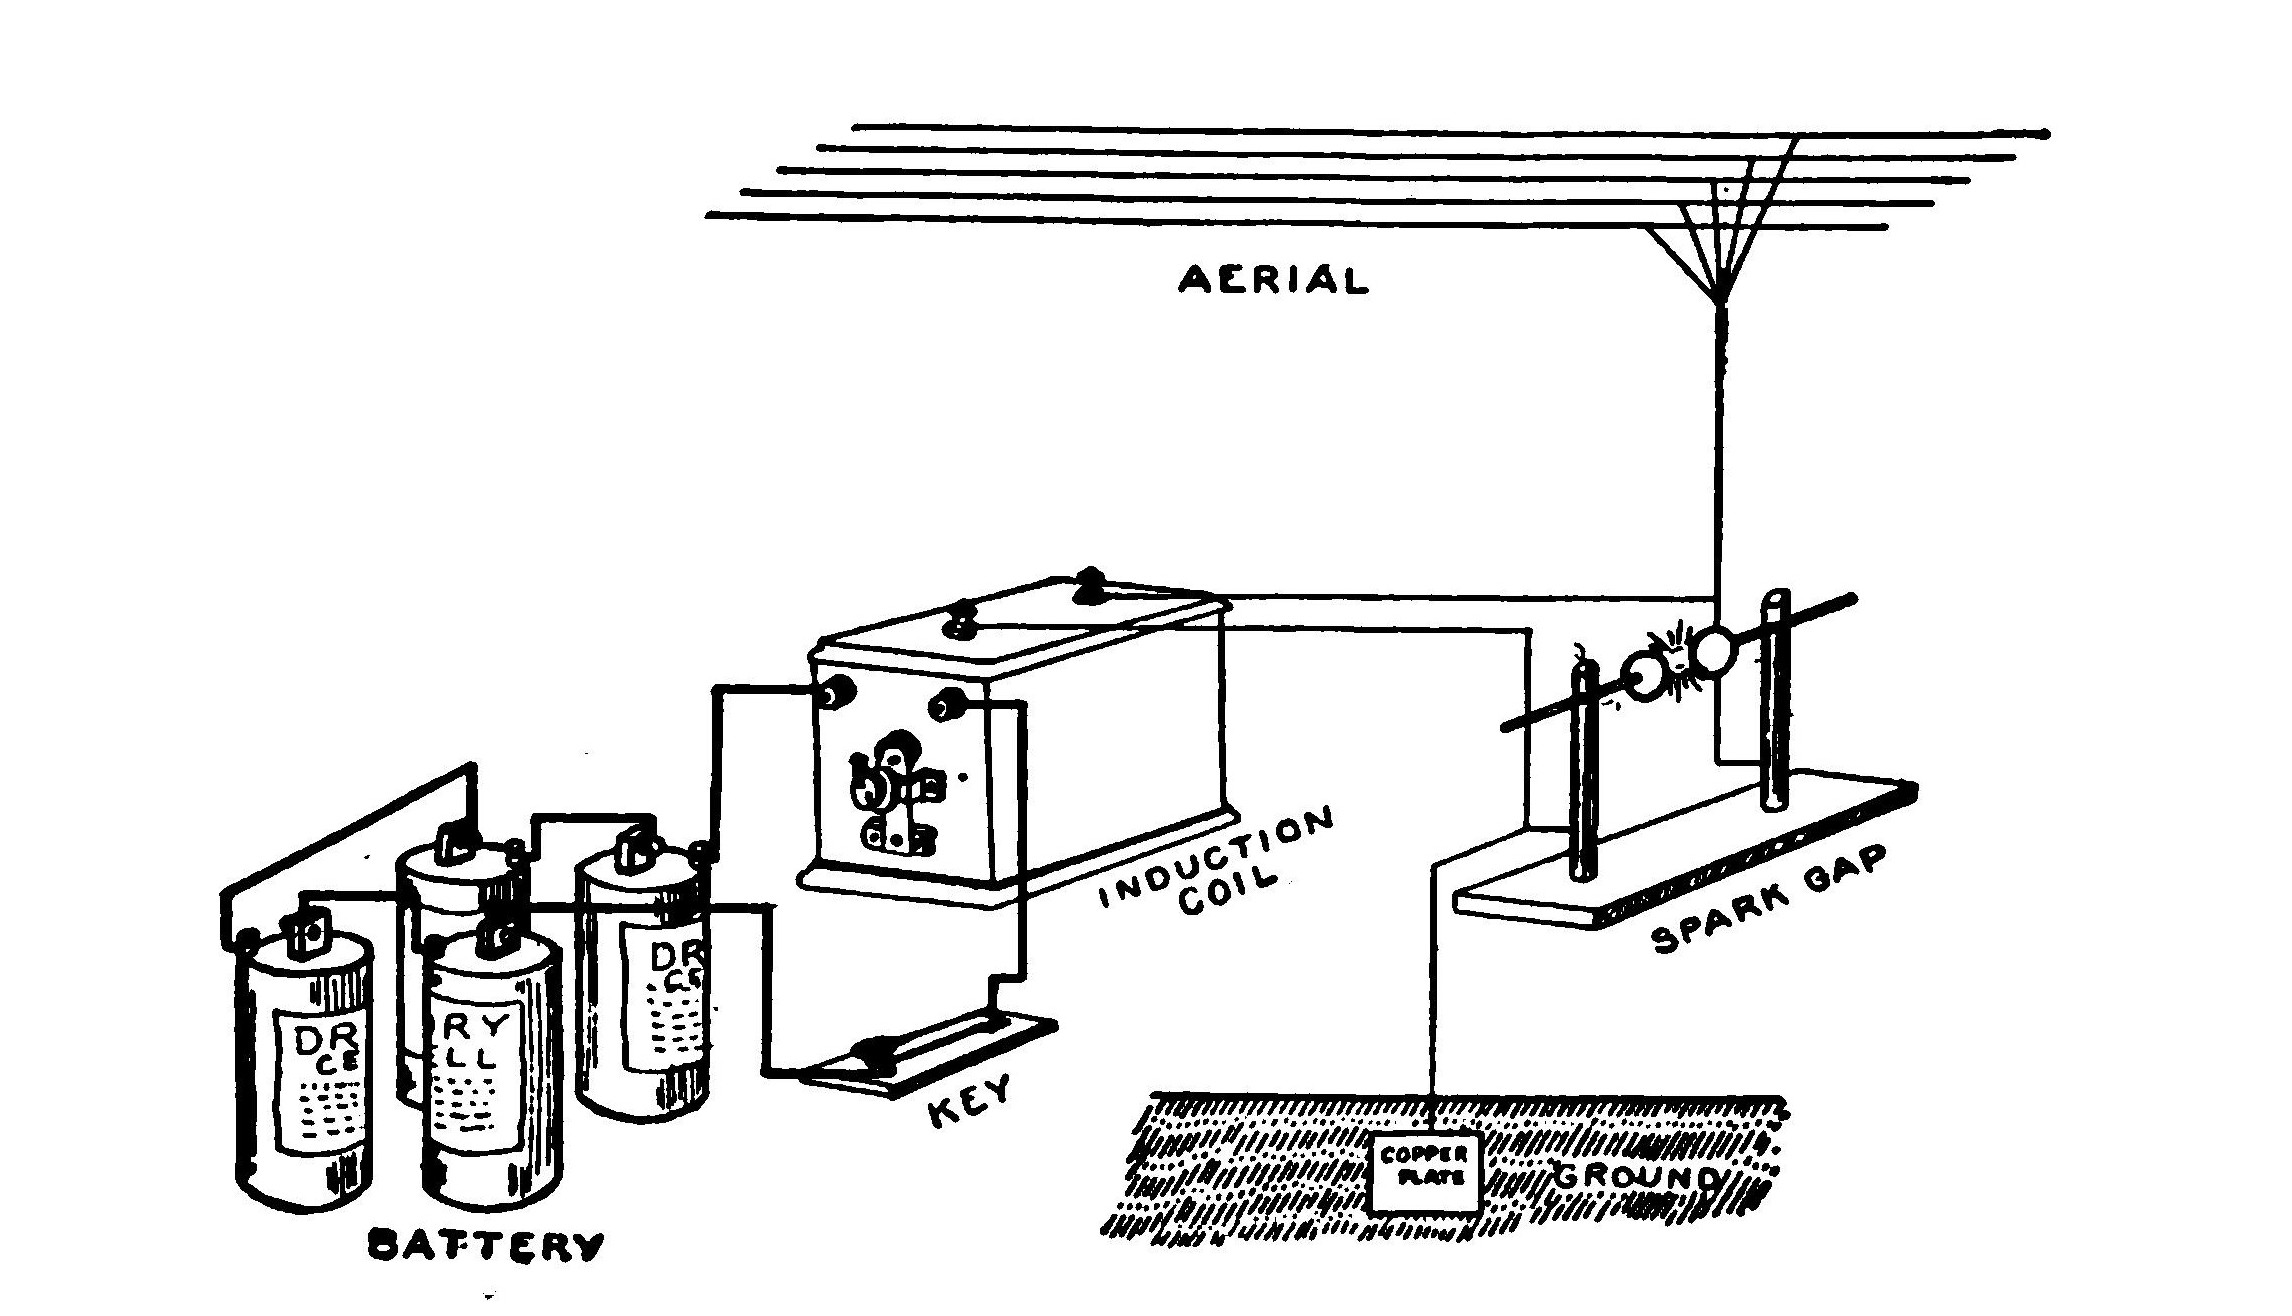 AERIAL
INDUCTION
COIL
SPARK GAP
DR
CE
RY
LL
DR
CE
KEY
BATTERY
COPPER
PLATE
GROUND